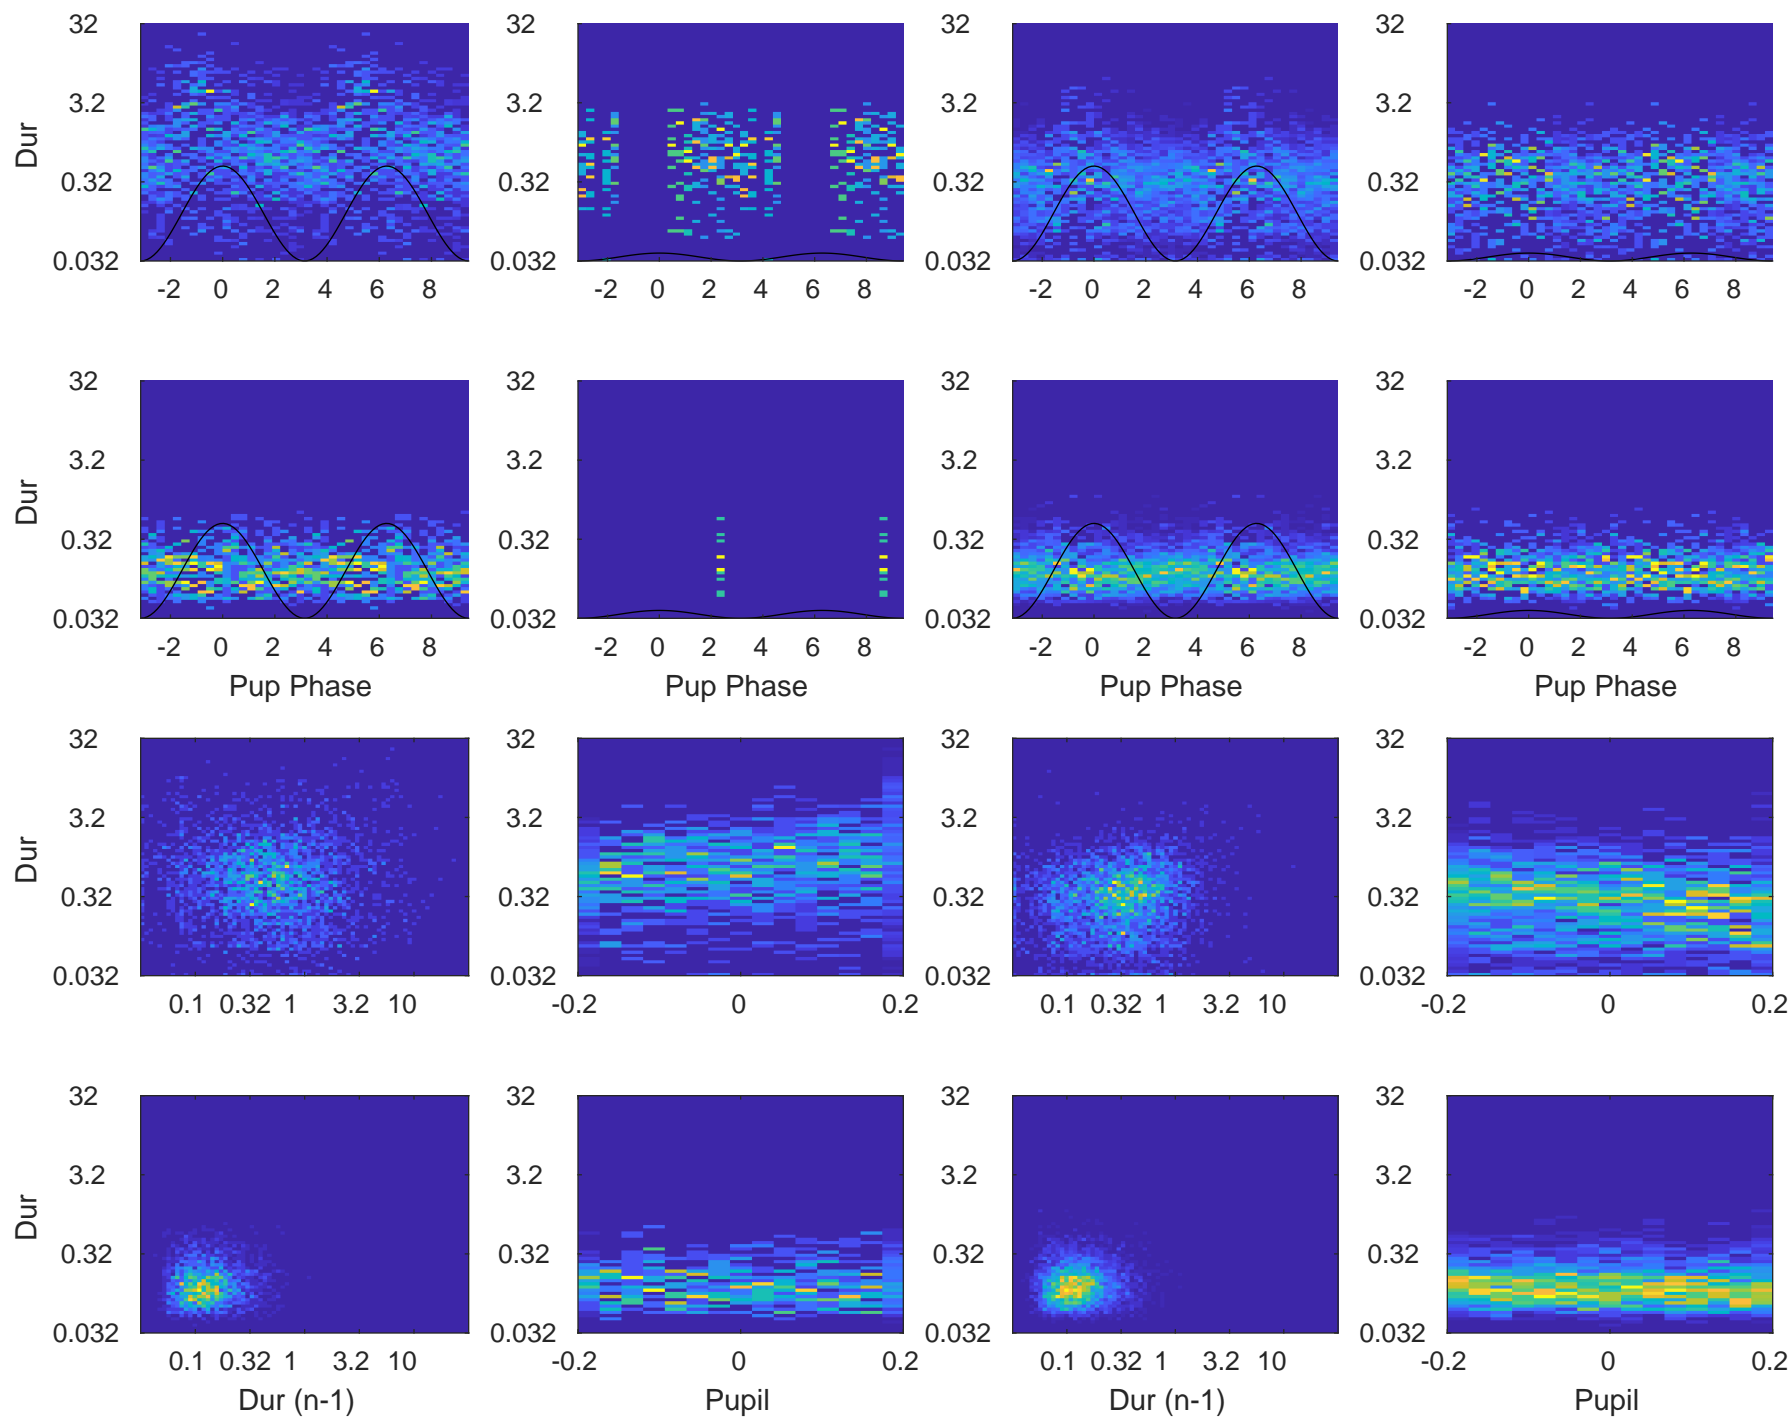 32 32 32 32
3.2 3.2 3.2 3.2
Dur
0.32 0.32 0.32 0.32
0.032 0.032 0.032 0.032
-2 0 2 4 6 8 -2 0 2 4 6 8 -2 0 2 4 6 8 -2 0 2 4 6 8
32 32 32 32
3.2 3.2 3.2 3.2
Dur
0.32 0.32 0.32 0.32
0.032 0.032 0.032 0.032
-2 0 2 4 6 8 -2 0 2 4 6 8 -2 0 2 4 6 8 -2 0 2 4 6 8
Pup Phase Pup Phase Pup Phase Pup Phase
32 32 32 32
3.2 3.2 3.2 3.2
Dur
0.32 0.32 0.32 0.32
0.032 0.032 0.032 0.032
0.1 0.32 1 3.2 10 -0.2 0 0.2 0.1 0.32 1 3.2 10 -0.2 0 0.2
32 32 32 32
3.2 3.2 3.2 3.2
Dur
0.32 0.32 0.32 0.32
0.032 0.032 0.032 0.032
0.1 0.32 1 3.2 10 -0.2 0 0.2 0.1 0.32 1 3.2 10 -0.2 0 0.2
Dur (n-1) Pupil Dur (n-1) Pupil